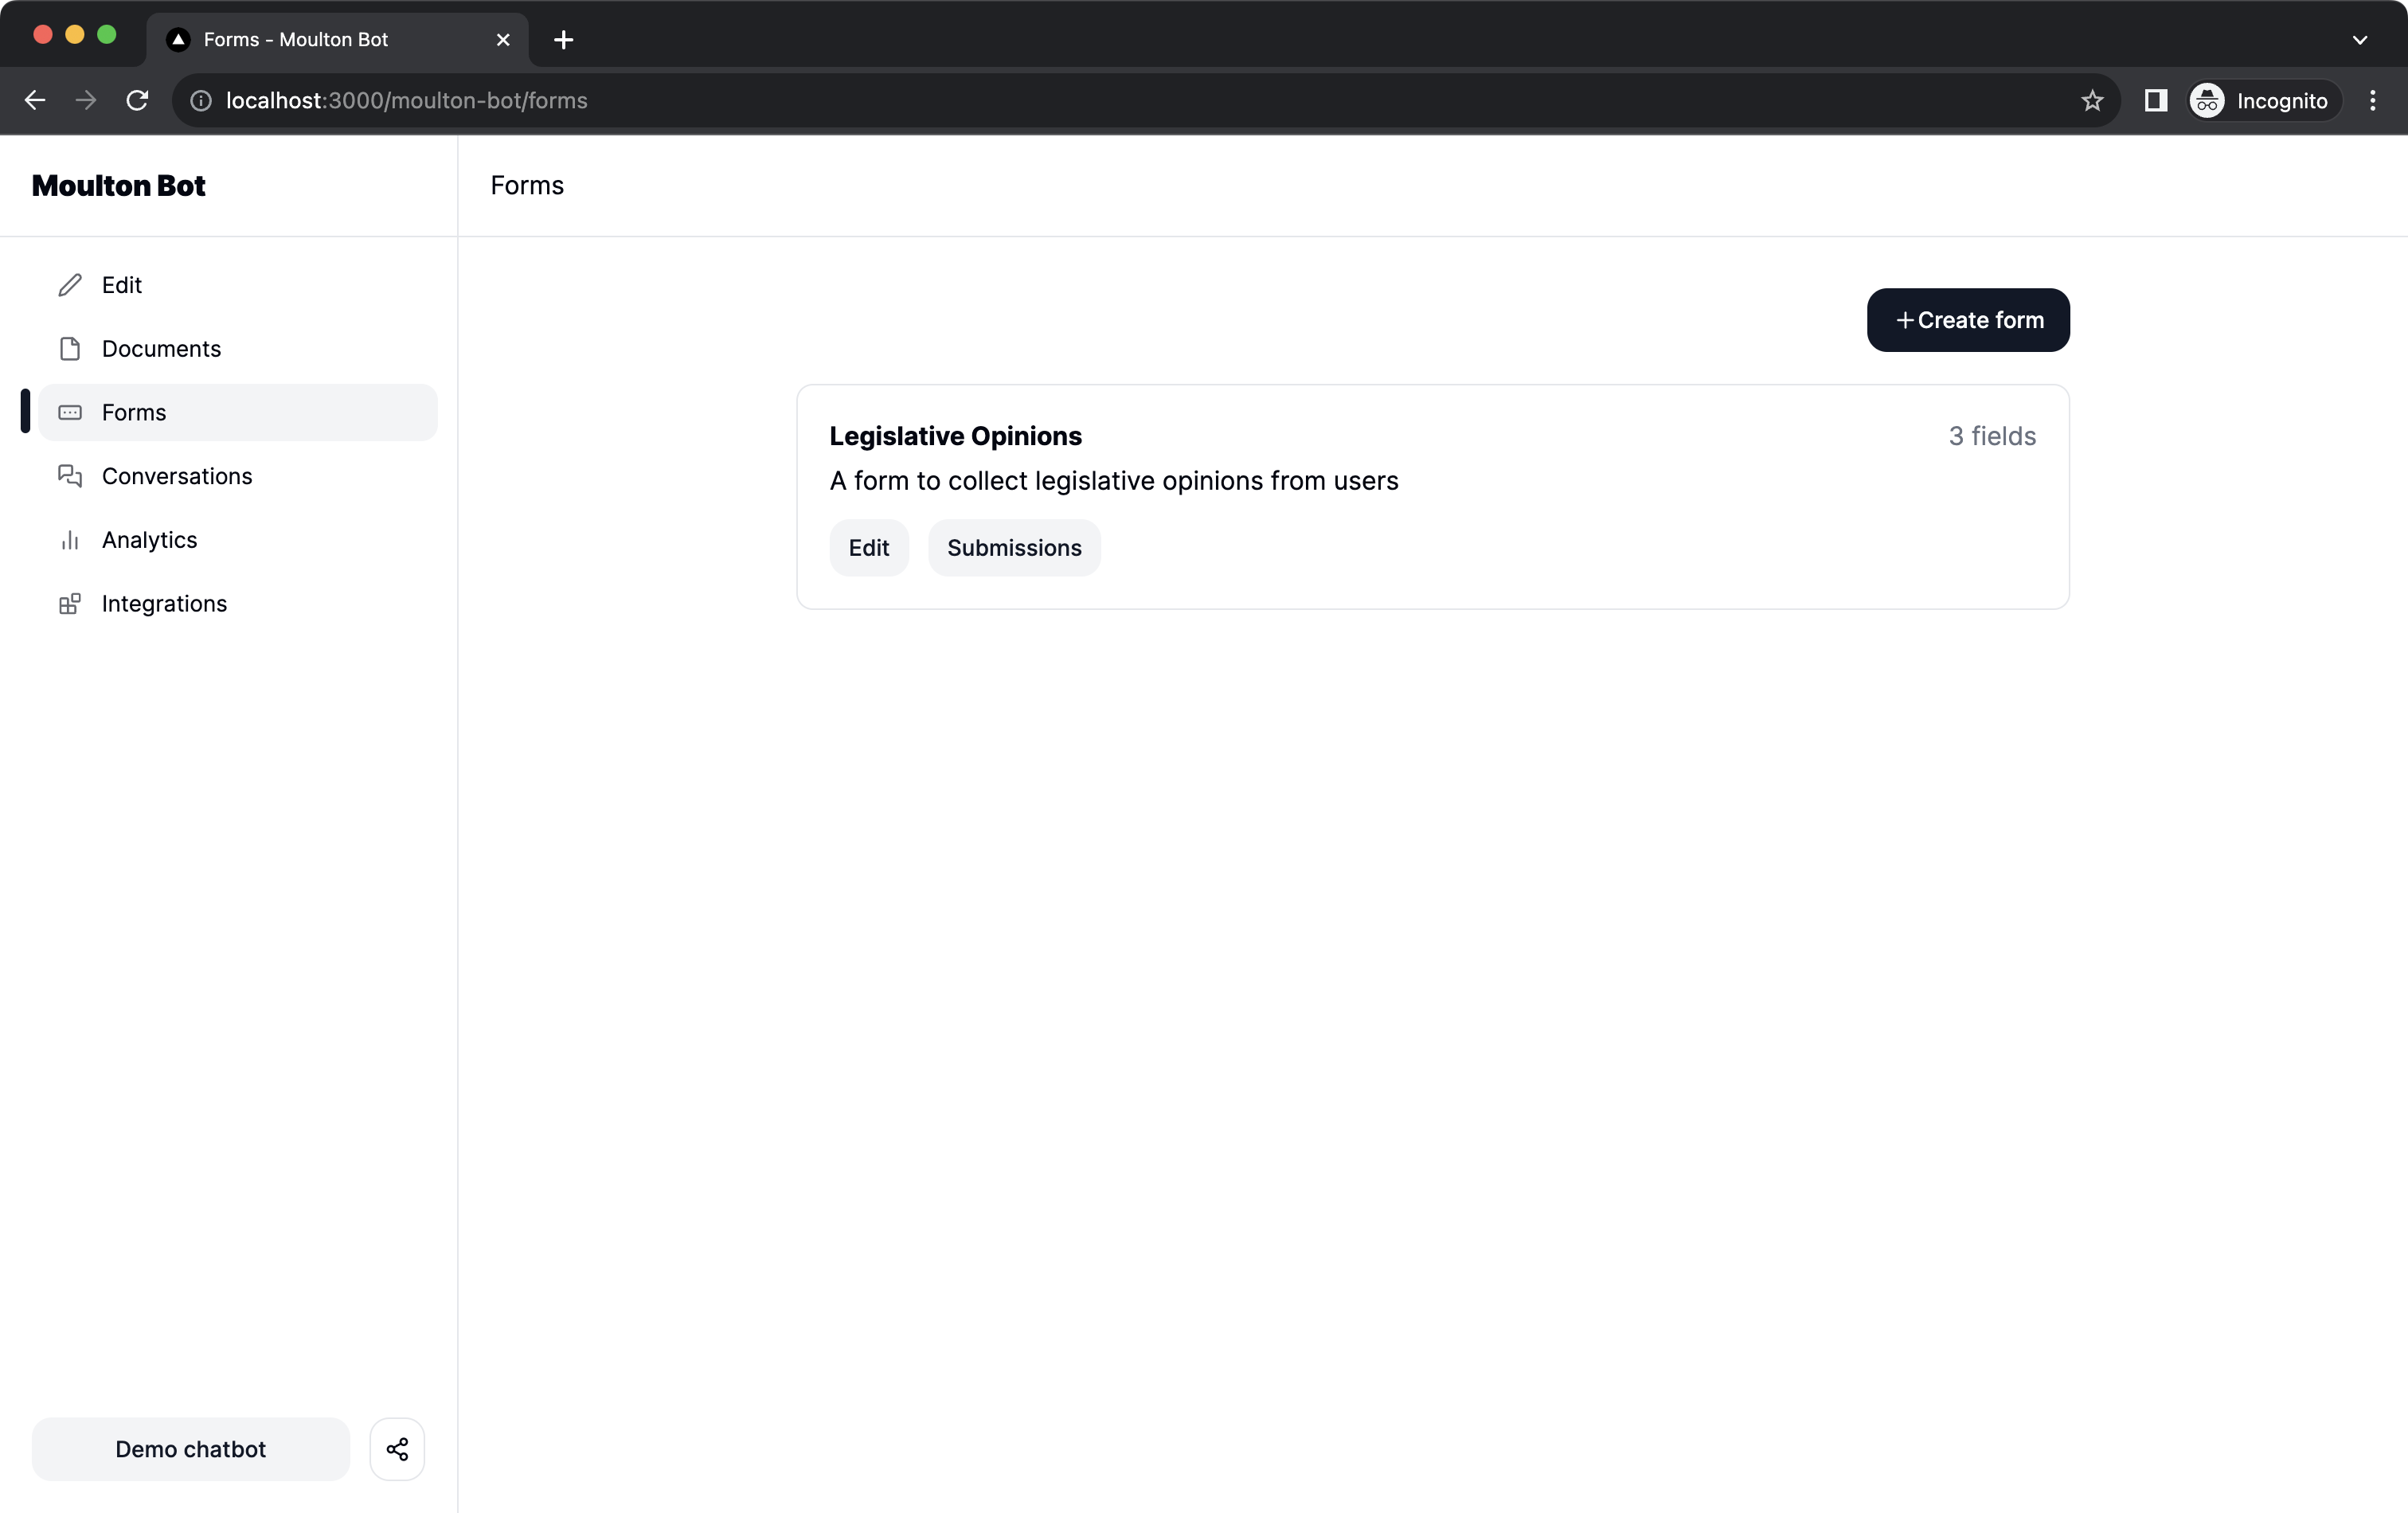 Forms - Moulton Bot
localhost:3000/moulton-bot/forms
Incognito
Moulton Bot
Forms
Edit
Documents
Forms
Conversations
Analytics
Integrations
Create form
Legislative Opinions
3 fields
A form to collect legislative opinions from users
Edit
Submissions
Demo chatbot